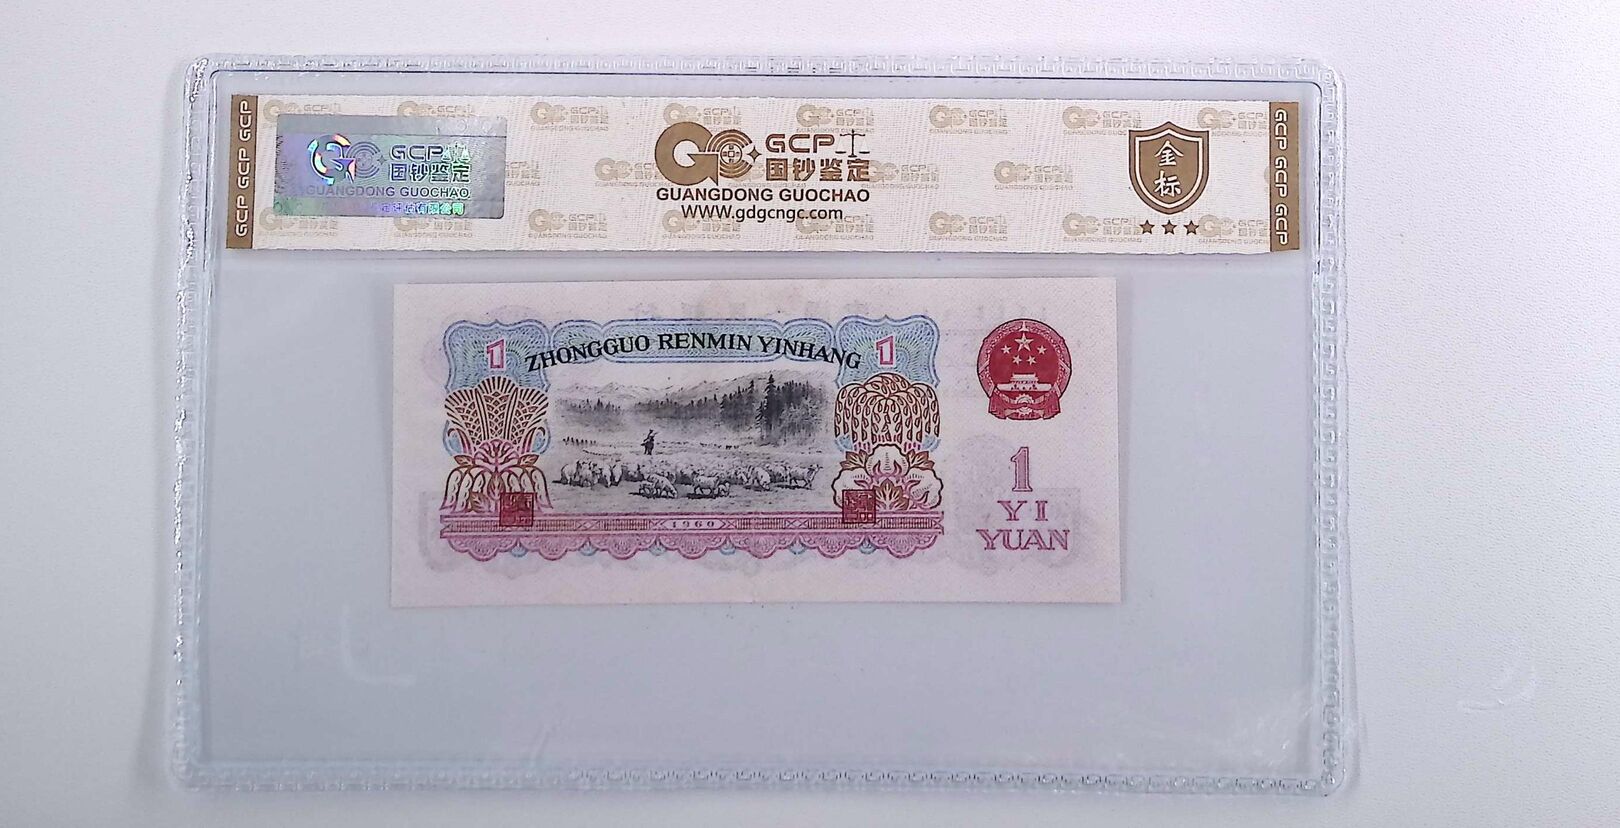 GCP GCP GCP
GCP
国钞鉴定
GUANGDONG GUOCHAO
GCP
国钞鉴定
GUANGDONG GUOCHAO
WWW.gdgcngc.com
金
标
GCP GCP GCP
ZHONGGUO RENMIN YINHANG
1
1
1960
1
YI
YUAN